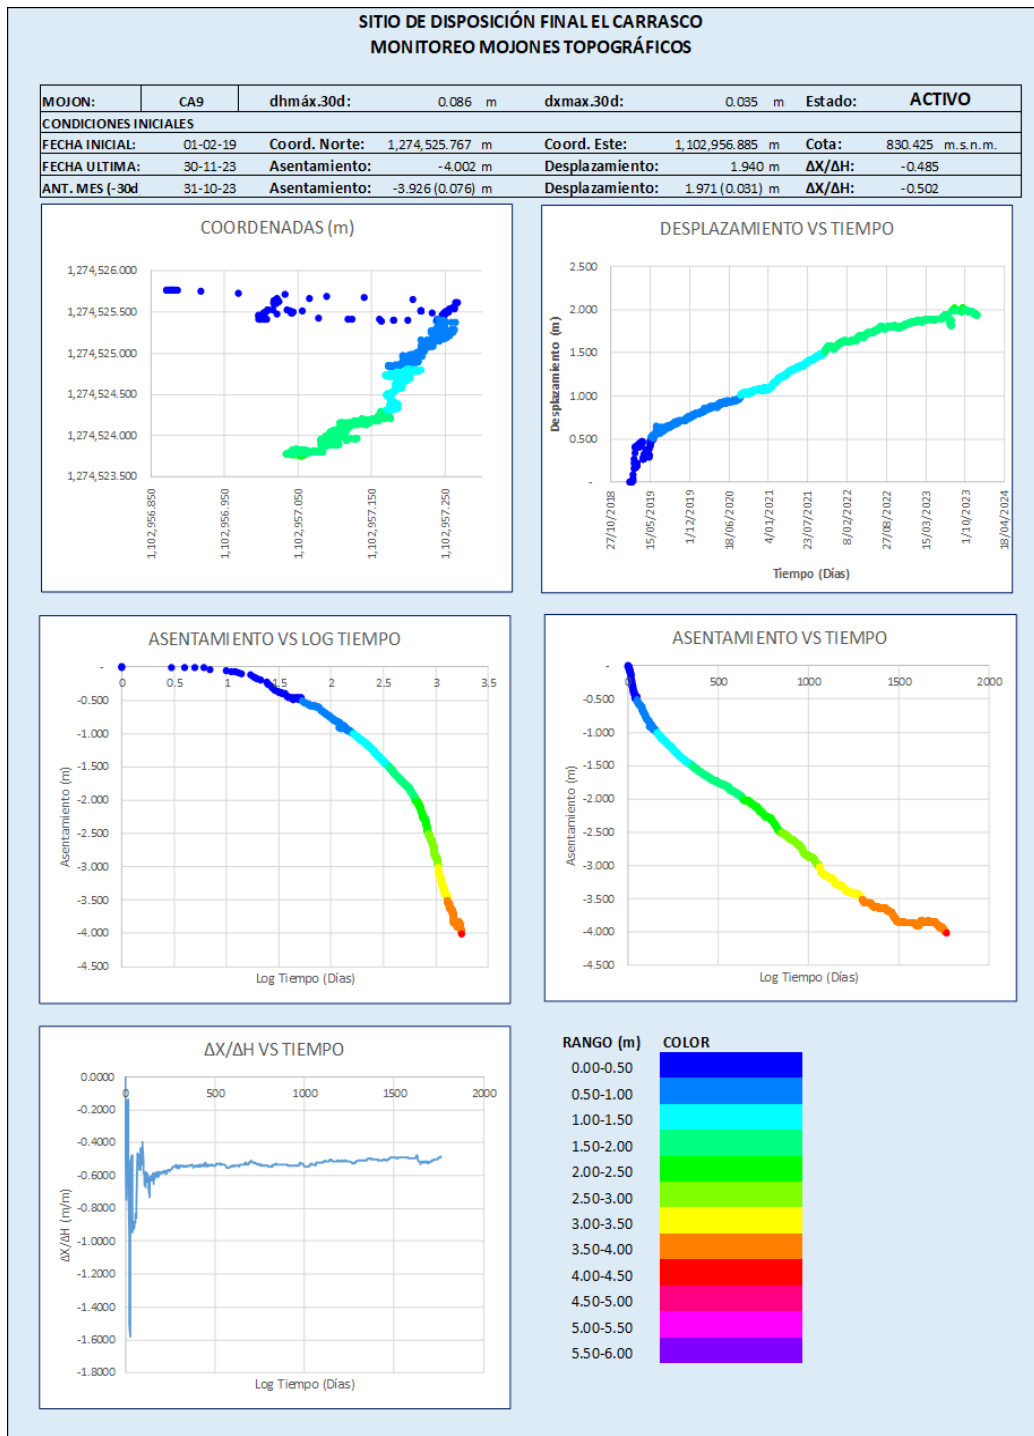 SITIO DE DISPOSICIÓN FINAL EL CARRASCO
MONITOREO MOJONES TOPOGRÁFICOS
MOJON: CA9 dhmáx.30d: 0.086 m dxmax.30d: 0.035 m Estado: ACTIVO
CONDICIONES INICIALES
FECHA INICIAL: 01-02-19 Coord. Norte: 1,274,525.767 m Coord. Este: 1,102,956.885 m Cota: 830.425 m.s.n.m.
FECHA ULTIMA: 30-11-23 Asentamiento: -4.002 m Desplazamiento: 1.940 m ΔX/ΔH: -0.485
ANT. MES (-30d 31-10-23 Asentamiento: -3.926 (0.076) m Desplazamiento: 1.971 (0.031) m ΔX/ΔH: -0.502
COORDENADAS (m)
1,274,526.000
1,274,525.500
1,274,525.000
1,274,524.500
1,274,524.000
1,274,523.500
1,102,956.850
1,102,956.950
1,102,957.050
1,102,957.150
1,102,957.250
DESPLAZAMIENTO VS TIEMPO
Desplazamiento (m)
2.500
2.000
1.500
1.000
0.500
-
27/10/2018
15/05/2019
1/12/2019
18/06/2020
4/01/2021
23/07/2021
8/02/2022
27/08/2022
15/03/2023
1/10/2023
18/04/2024
Tiempo (Días)
ASENTAMIENTO VS LOG TIEMPO
Asentamiento (m)
-
0 0.5 1 1.5 2 2.5 3 3.5
-0.500
-1.000
-1.500
-2.000
-2.500
-3.000
-3.500
-4.000
-4.500
Log Tiempo (Días)
ASENTAMIENTO VS TIEMPO
Asentamiento (m)
-
0 500 1000 1500 2000
-0.500
-1.000
-1.500
-2.000
-2.500
-3.000
-3.500
-4.000
-4.500
Log Tiempo (Días)
ΔX/ΔH VS TIEMPO
ΔX/ΔH (m/m)
0.0000
0 500 1000 1500 2000
-0.2000
-0.4000
-0.6000
-0.8000
-1.0000
-1.2000
-1.4000
-1.6000
-1.8000
Log Tiempo (Días)
RANGO (m) COLOR
0.00-0.50
0.50-1.00
1.00-1.50
1.50-2.00
2.00-2.50
2.50-3.00
3.00-3.50
3.50-4.00
4.00-4.50
4.50-5.00
5.00-5.50
5.50-6.00